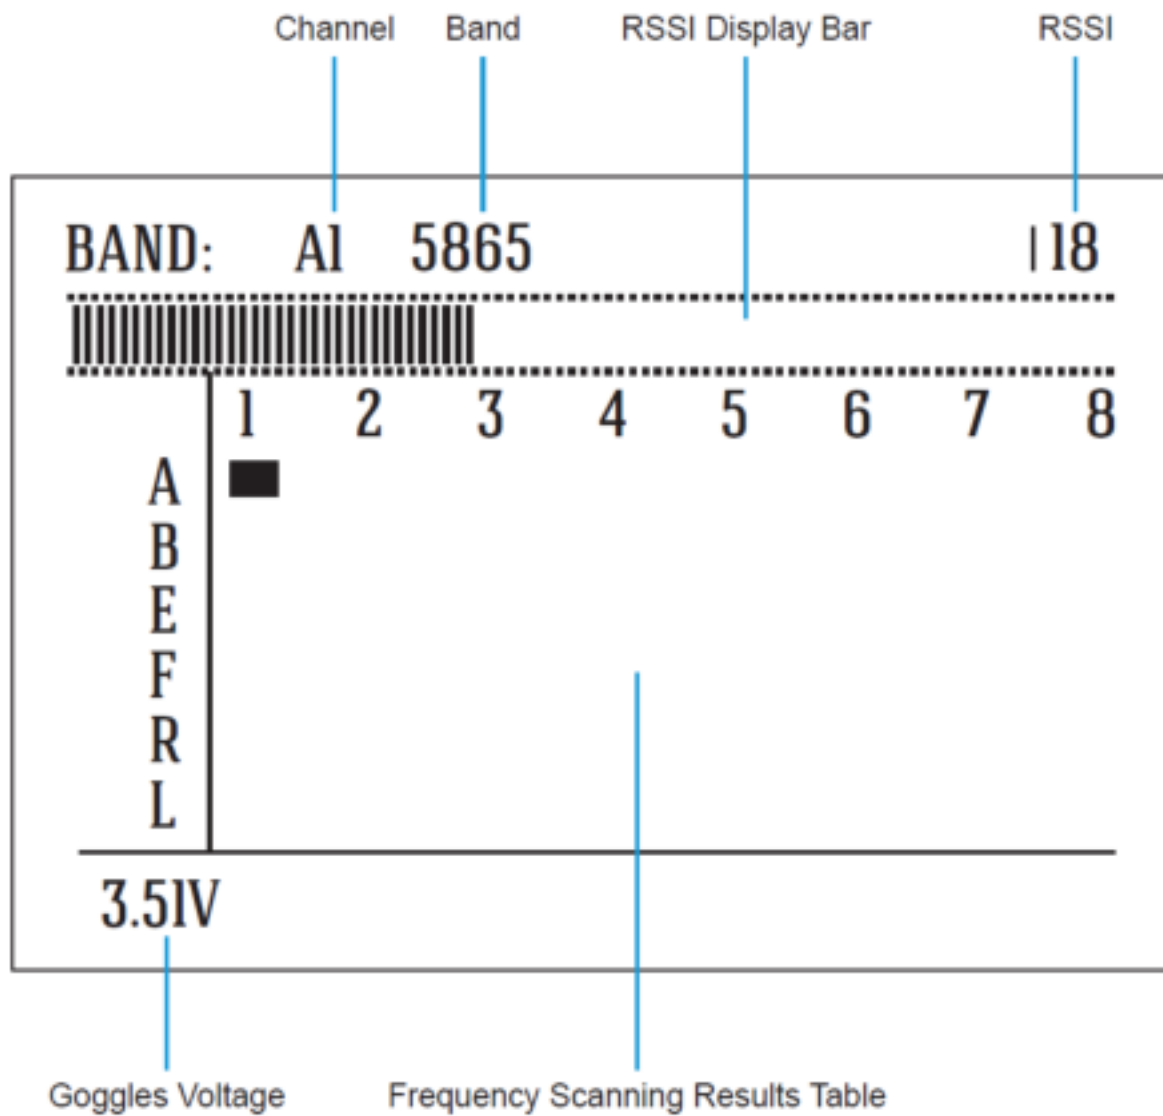 Channel Band RSSI Display Bar RSSI
BAND: A1 5865 | 18
1 2 3 4 5 6 7 8
A
B
E
F
R
L
3.51V
Goggles Voltage Frequency Scanning Results Table